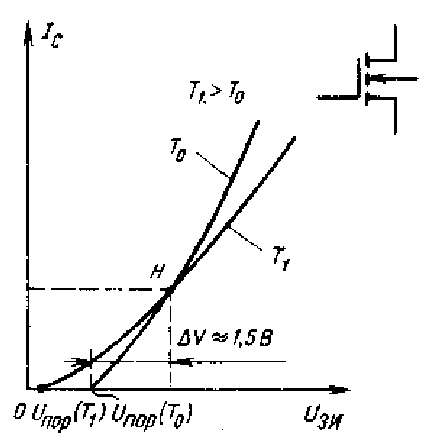 I_C
T_1 > T_0
T_0
T_1
H
ΔV ≈ 1,5 В
0 U_пор(T_1) U_пор(T_0) U_ЗИ